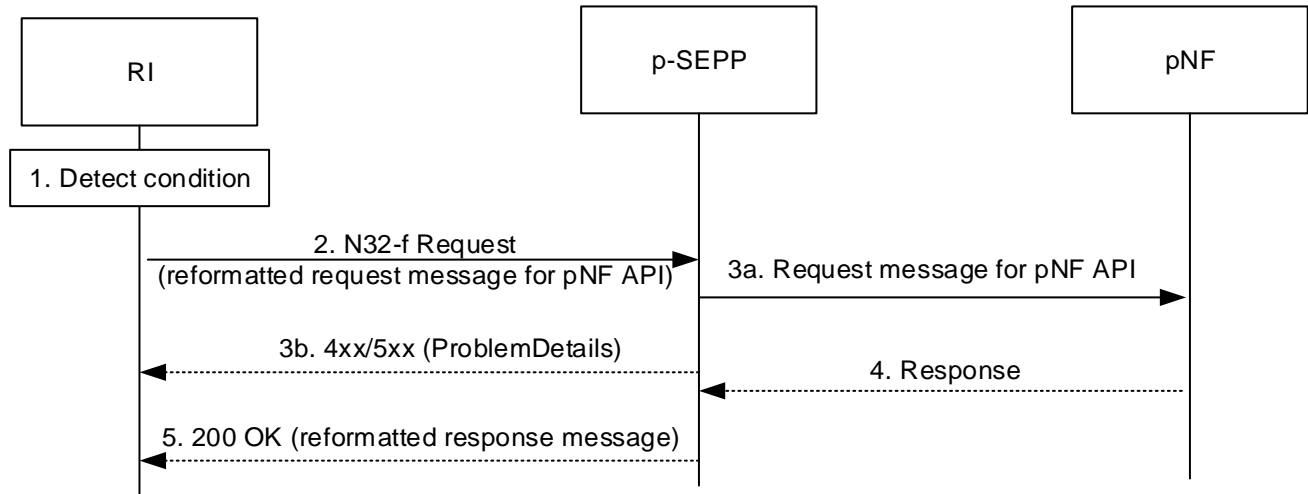 RI
p-SEPP
pNF
1. Detect condition
2. N32-f Request
(reformatted request message for pNF API)
3a. Request message for pNF API
3b. 4xx/5xx (ProblemDetails)
4. Response
5. 200 OK (reformatted response message)